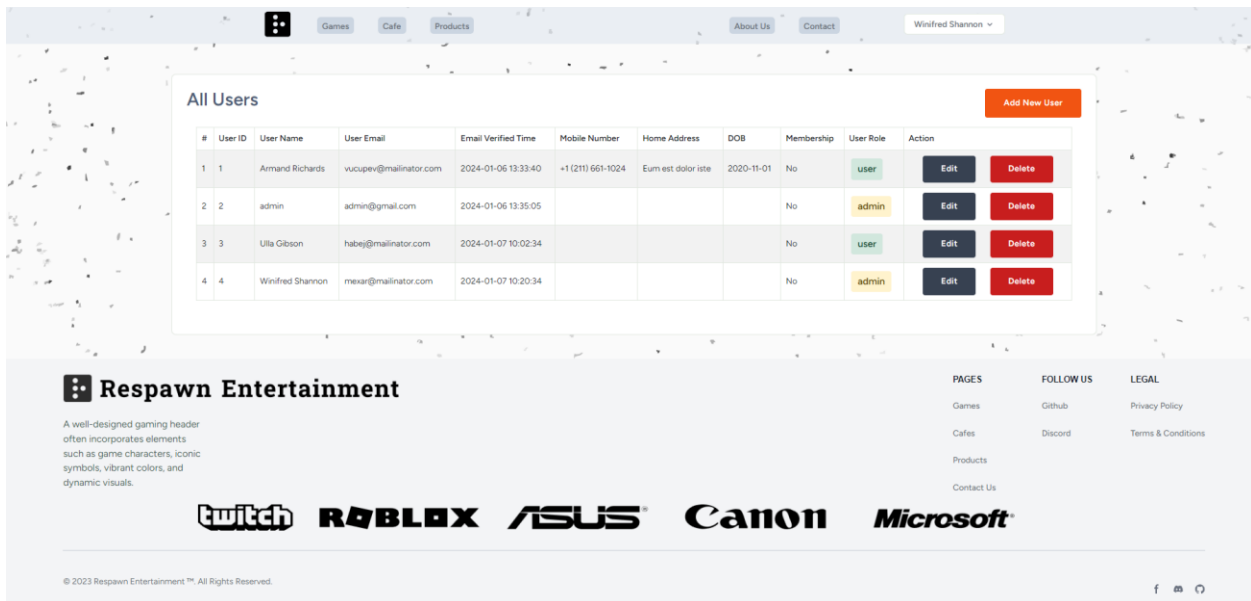 Games Cafe Products About Us Contact Winifred Shannon
All Users
Add New User
# User ID User Name User Email Email Verified Time Mobile Number Home Address DOB Membership User Role Action
1 1 Armand Richards vucupev@mailinator.com 2024-01-06 13:33:40 +1 (211) 661-1024 Eum est dolor iste 2020-11-01 No user Edit Delete
2 2 admin admin@gmail.com 2024-01-06 13:35:05 No admin Edit Delete
3 3 Ulla Gibson habej@mailinator.com 2024-01-07 10:02:34 No user Edit Delete
4 4 Winifred Shannon mexar@mailinator.com 2024-01-07 10:20:34 No admin Edit Delete
Respawn Entertainment
A well-designed gaming header
often incorporates elements
such as game characters, iconic
symbols, vibrant colors, and
dynamic visuals.
PAGES
Games
Cafes
Products
Contact Us
FOLLOW US
Github
Discord
LEGAL
Privacy Policy
Terms & Conditions
twitch ROBLOX ASUS® Canon Microsoft®
© 2023 Respawn Entertainment ™. All Rights Reserved.